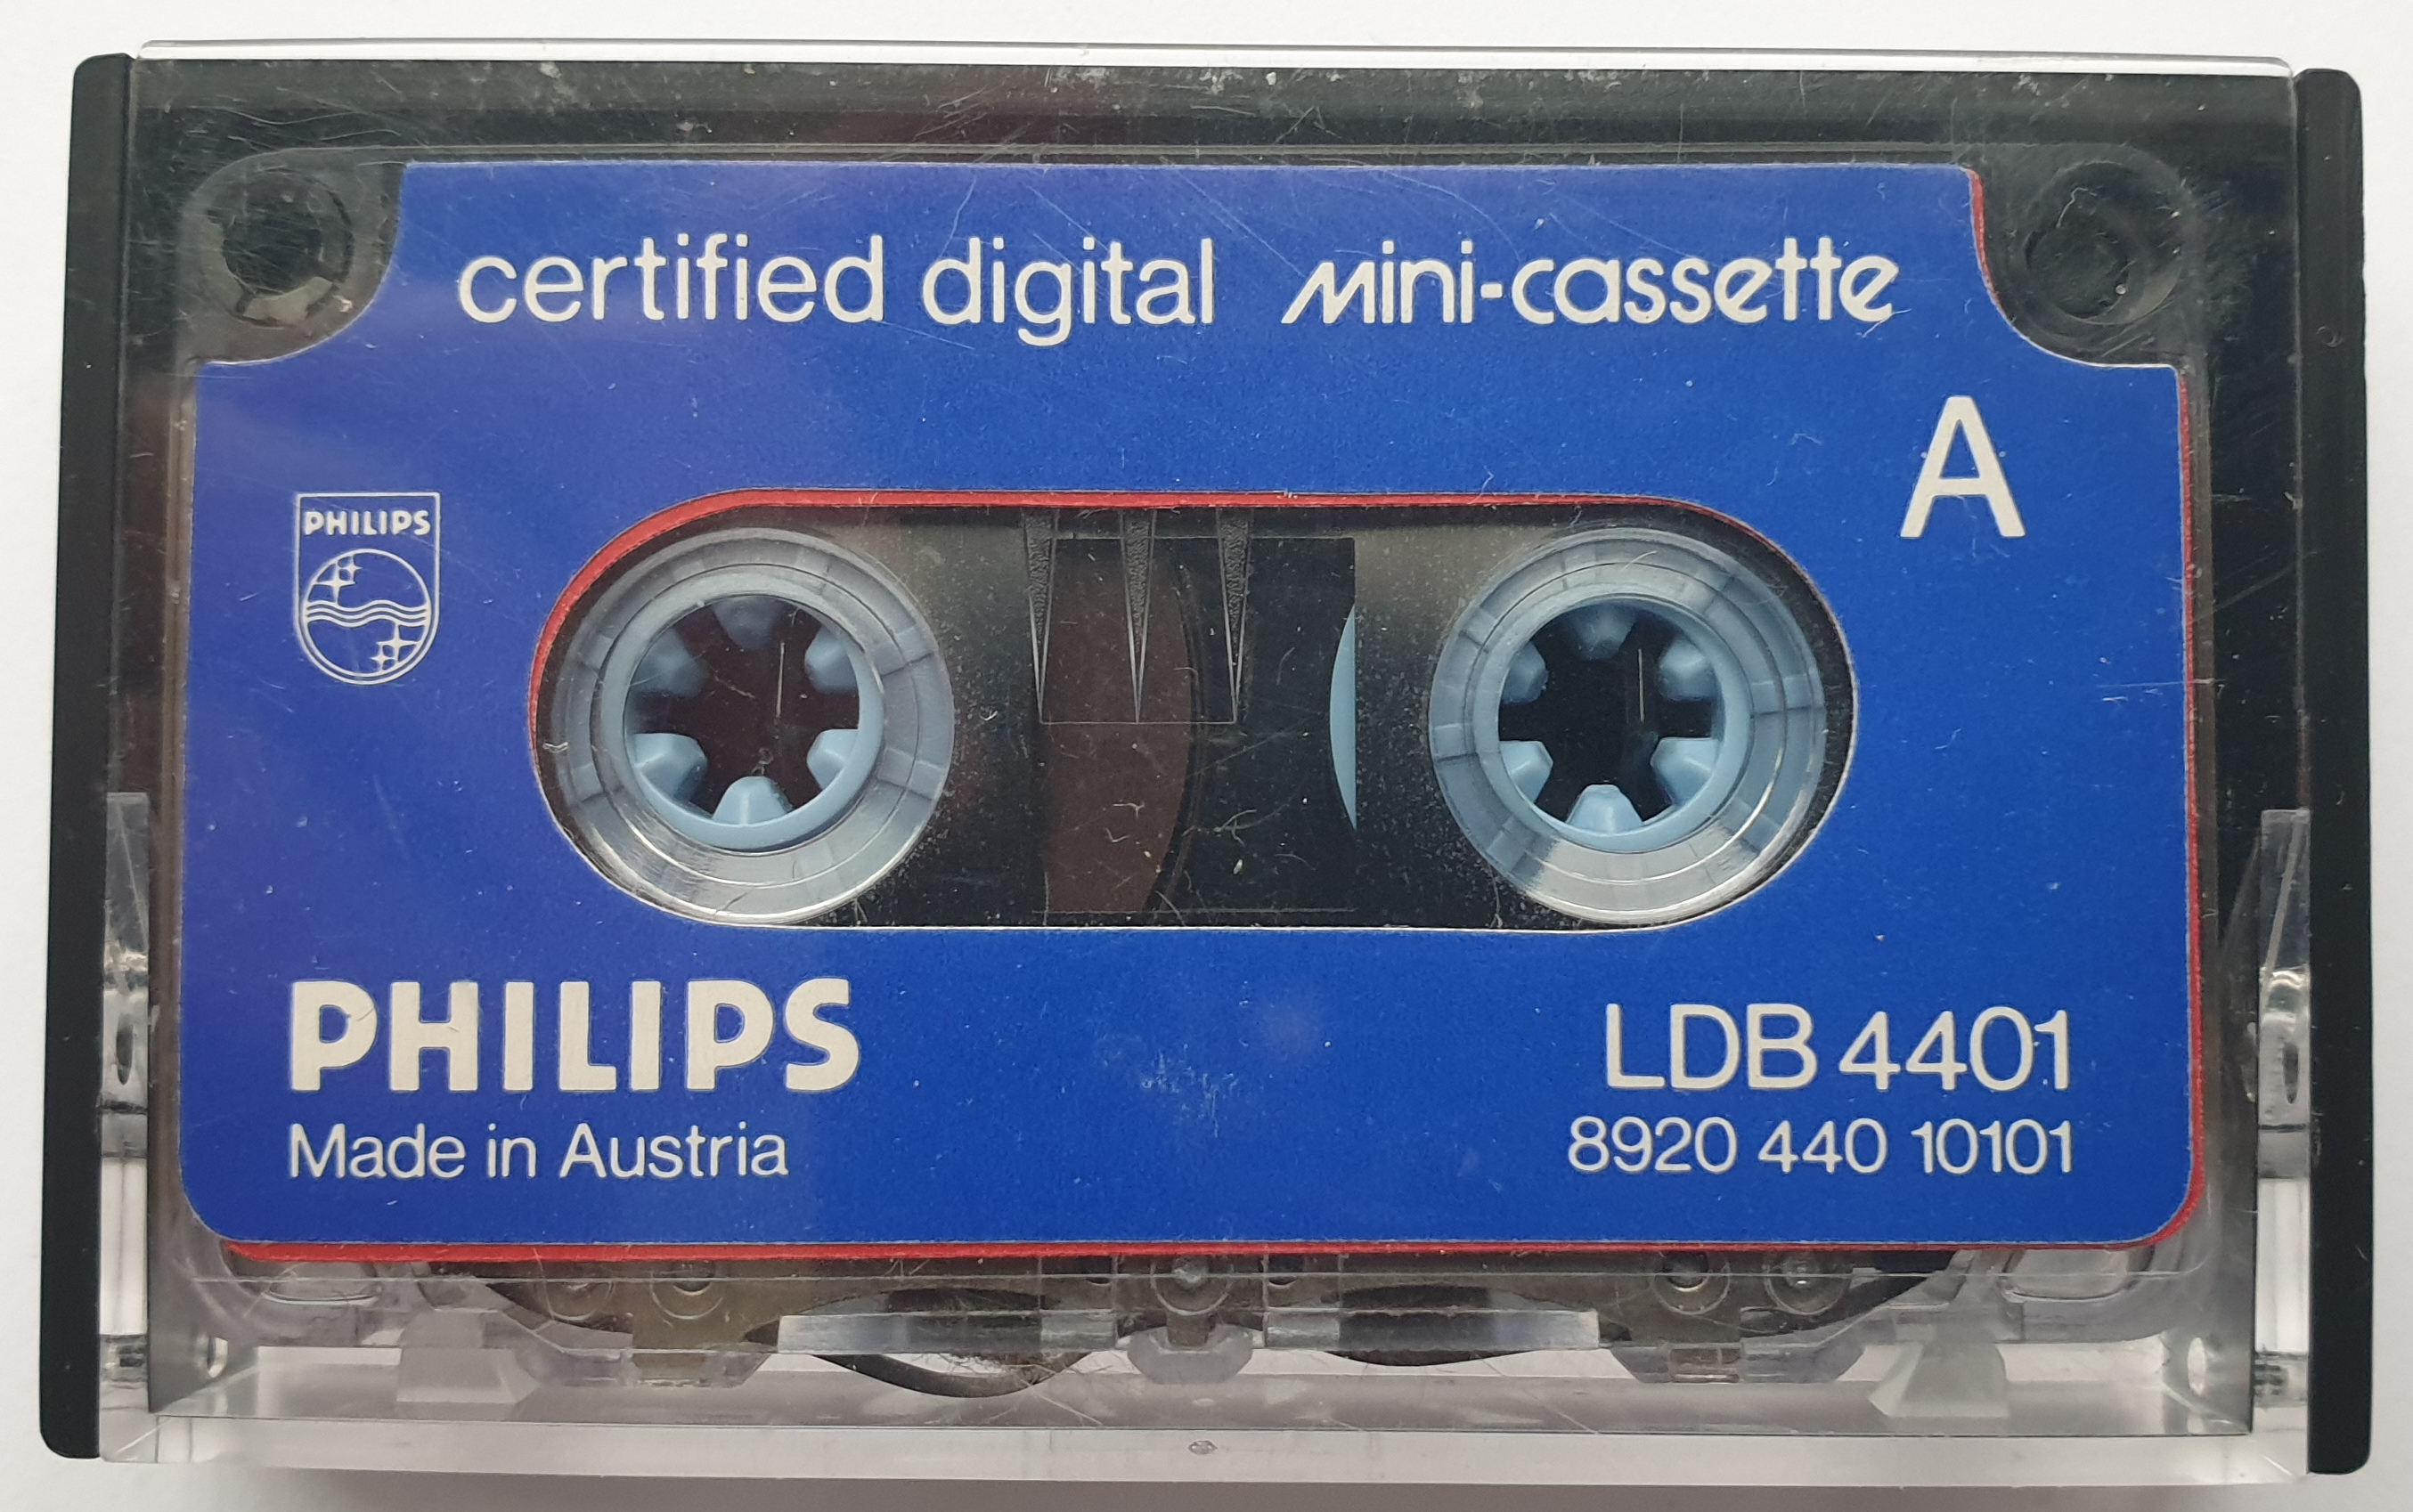 certified digital mini-cassette
A
PHILIPS
PHILIPS
Made in Austria
LDB 4401
8920 440 10101